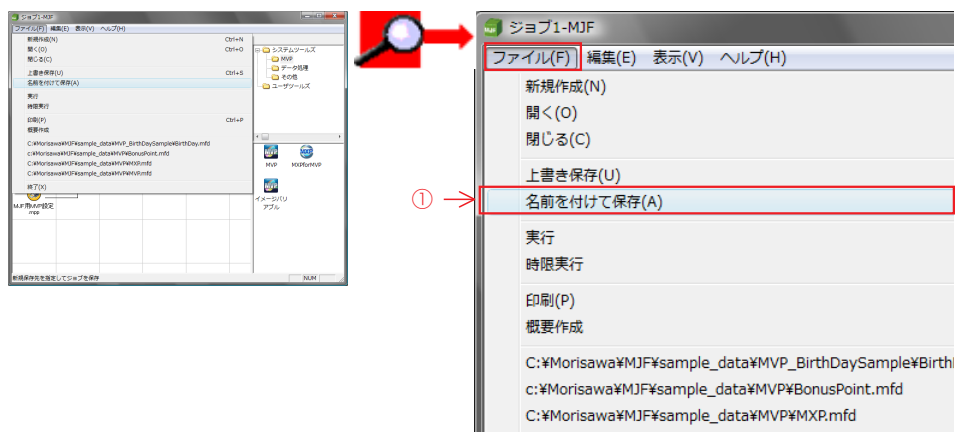 ジョブ1-MJF
ファイル(F) 編集(E) 表示(V) ヘルプ(H)
新規作成(N) Ctrl+N
開く(O) Ctrl+O
閉じる(C)
上書き保存(U) Ctrl+S
名前を付けて保存(A)
実行
時限実行
印刷(P) Ctrl+P
概要作成
C:¥Morisawa¥MJF¥sample_data¥MVP_BirthDaySample¥BirthDay.mfd
c:¥Morisawa¥MJF¥sample_data¥MVP¥BonusPoint.mfd
C:¥Morisawa¥MJF¥sample_data¥MVP¥MXP.mfd
C:¥Morisawa¥MJF¥sample_data¥MVP¥MVP.mfd
終了(X)
システムツールズ
MVP
データ処理
その他
ユーザツールズ
MVP MXPforMVP
イメージバリ
アブル
MJF用MVP設定
.mpp
新規保存先を指定してジョブを保存 NUM
ジョブ1-MJF
ファイル(F) 編集(E) 表示(V) ヘルプ(H)
新規作成(N)
開く(O)
閉じる(C)
上書き保存(U)
① 名前を付けて保存(A)
実行
時限実行
印刷(P)
概要作成
C:¥Morisawa¥MJF¥sample_data¥MVP_BirthDaySample¥Birth
c:¥Morisawa¥MJF¥sample_data¥MVP¥BonusPoint.mfd
C:¥Morisawa¥MJF¥sample_data¥MVP¥MXP.mfd